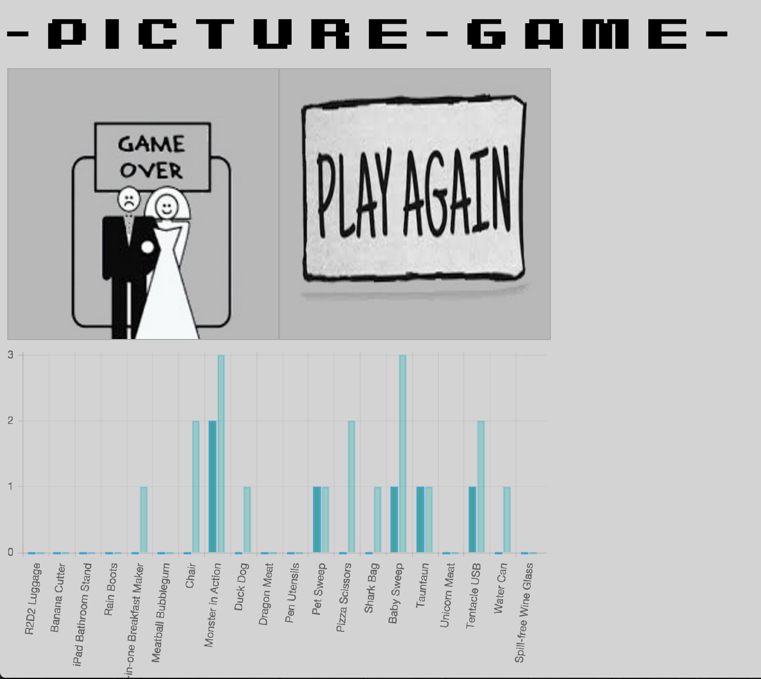 -PICTURE-GAME-
GAME
OVER
PLAY AGAIN
3
2
1
0
R2D2 Luggage
Banana Cutter
iPad Bathroom Stand
Rain Boots
-in-one Breakfast Maker
Meatball Bubblegum
Chair
Monster in Action
Duck Dog
Dragon Meat
Pen Utensils
Pet Sweep
Pizza Scissors
Shark Bag
Baby Sweep
Tauntaun
Unicorn Meat
Tentacle USB
Water Can
Spill-free Wine Glass